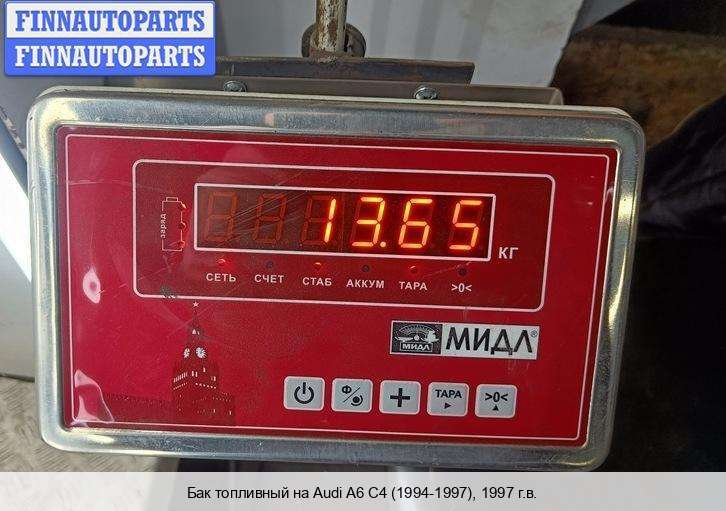 FINNAUTOPARTS
FINNAUTOPARTS
заряд
13.65
КГ
СЕТЬ СЧЕТ СТАБ АККУМ ТАРА >0<
МИДЛ МИДЛ®
Ф/ + ТАРА >0<
Бак топливный на Audi A6 C4 (1994-1997), 1997 г.в.